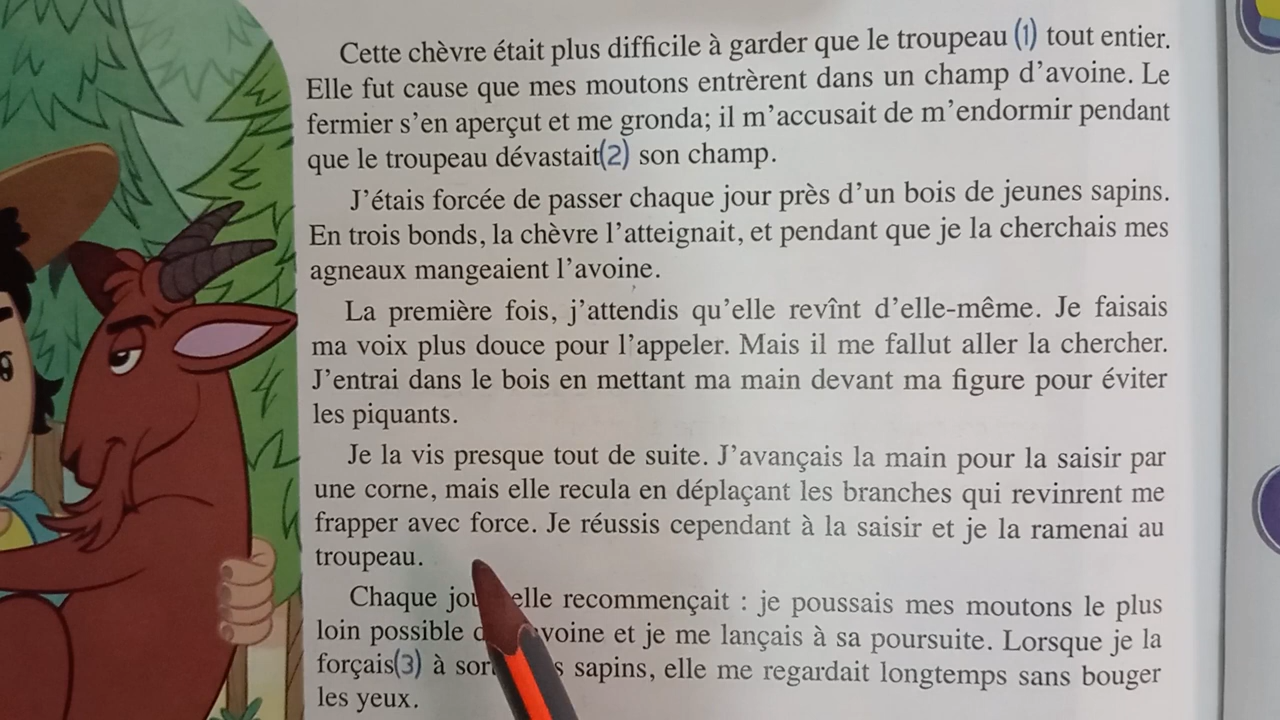 Cette chèvre était plus difficile à garder que le troupeau (1) tout entier.
Elle fut cause que mes moutons entrèrent dans un champ d'avoine. Le
fermier s'en aperçut et me gronda; il m'accusait de m'endormir pendant
que le troupeau dévastait(2) son champ.
J'étais forcée de passer chaque jour près d'un bois de jeunes sapins.
En trois bonds, la chèvre l'atteignait, et pendant que je la cherchais mes
agneaux mangeaient l'avoine.
La première fois, j'attendis qu'elle revînt d'elle-même. Je faisais
ma voix plus douce pour l'appeler. Mais il me fallut aller la chercher.
J'entrai dans le bois en mettant ma main devant ma figure pour éviter
les piquants.
Je la vis presque tout de suite. J'avançais la main pour la saisir par
une corne, mais elle recula en déplaçant les branches qui revinrent me
frapper avec force. Je réussis cependant à la saisir et je la ramenai au
troupeau.
Chaque elle recommençait : je poussais mes moutons le plus
loin possible et je me lançais à sa poursuite. Lorsque je la
forçais(3) à sapins, elle me regardait longtemps sans bouger
les yeux.